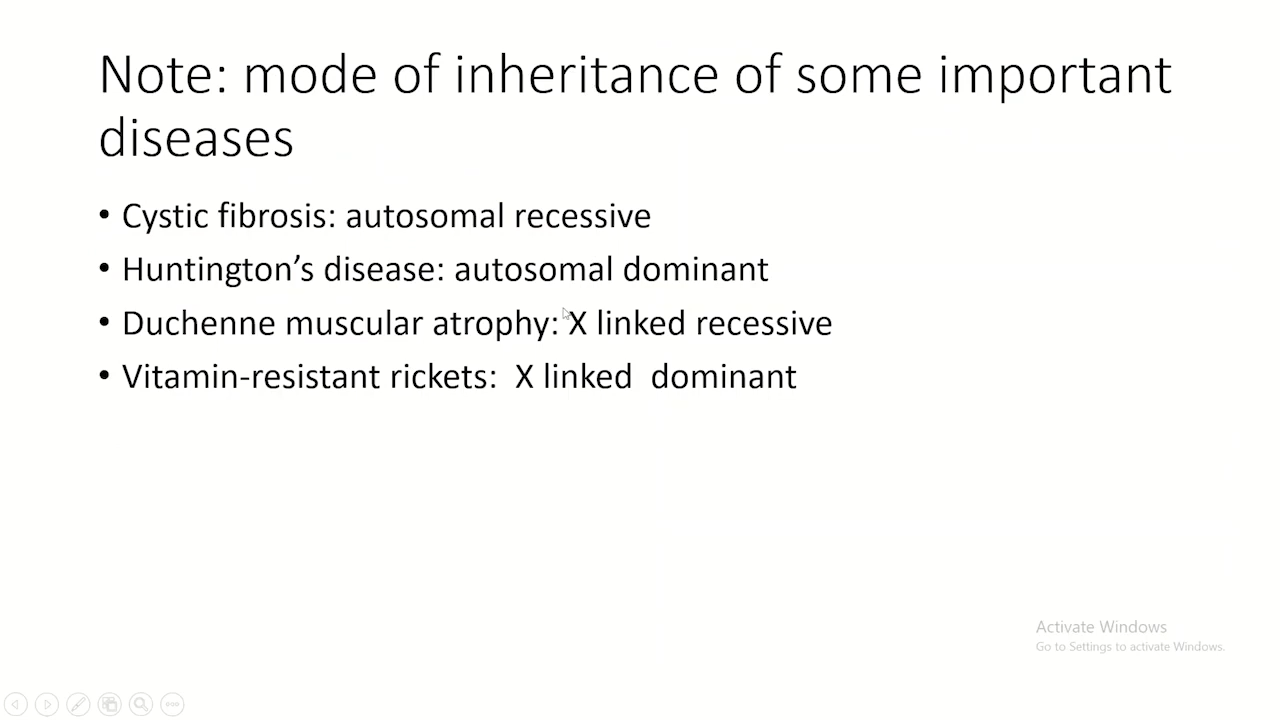 Note: mode of inheritance of some important
diseases
• Cystic fibrosis: autosomal recessive
• Huntington’s disease: autosomal dominant
• Duchenne muscular atrophy: X linked recessive
• Vitamin-resistant rickets:  X linked  dominant
Activate Windows
Go to Settings to activate Windows.